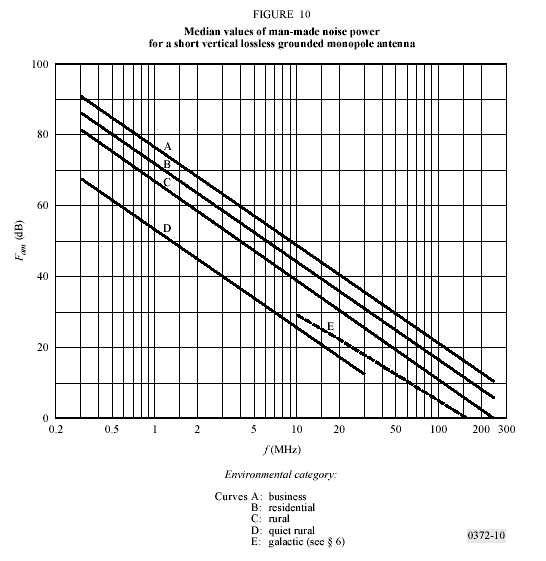 FIGURE 10
Median values of man-made noise power
for a short vertical lossless grounded monopole antenna
100
80
60
40
20
0
Fam (dB)
A
B
C
D
E
0.2 0.5 1 2 5 10 20 50 100 200 300
f (MHz)
Environmental category:
Curves A: business
B: residential
C: rural
D: quiet rural
E: galactic (see § 6)
0372-10